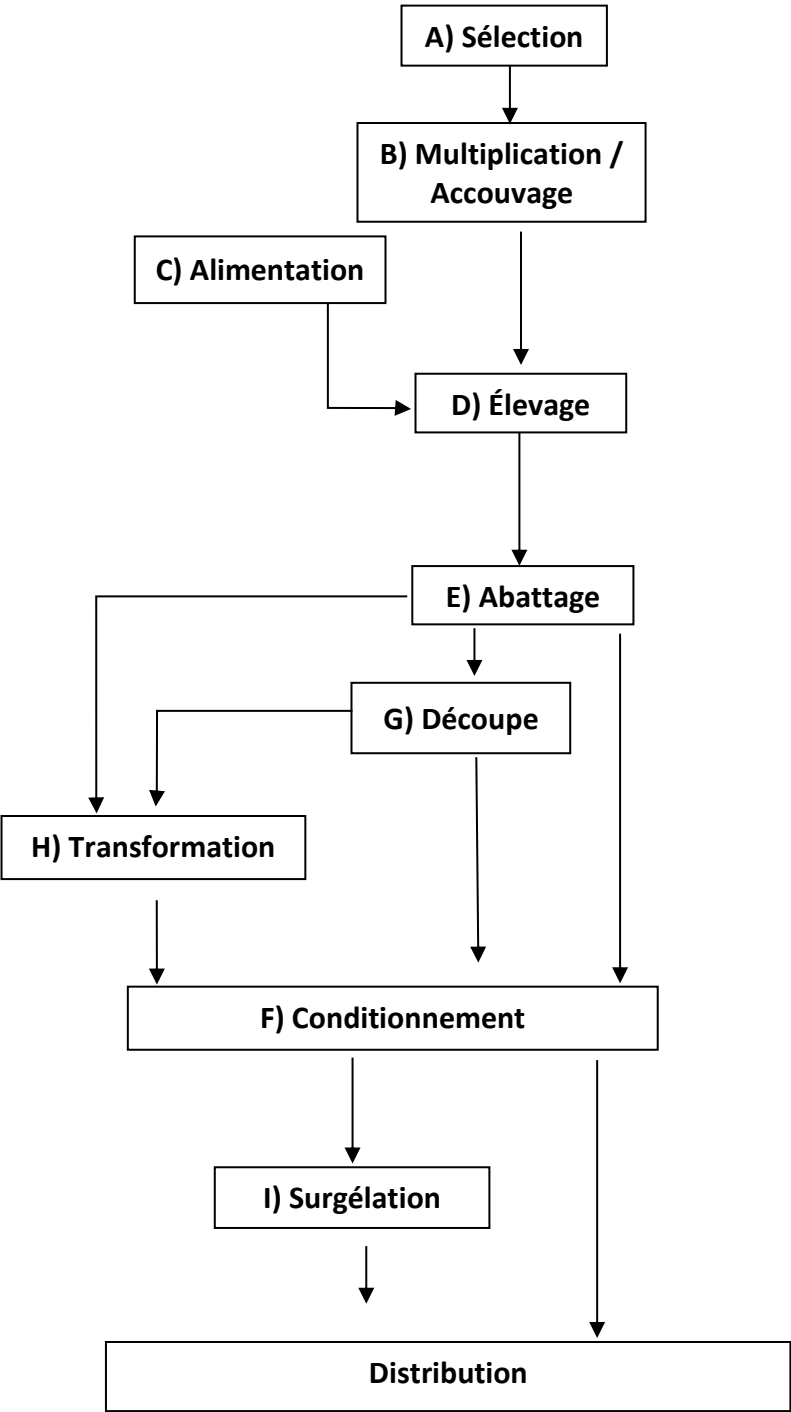 A) Sélection
B) Multiplication /
Accouvage
C) Alimentation
D) Élevage
E) Abattage
G) Découpe
H) Transformation
F) Conditionnement
I) Surgélation
Distribution